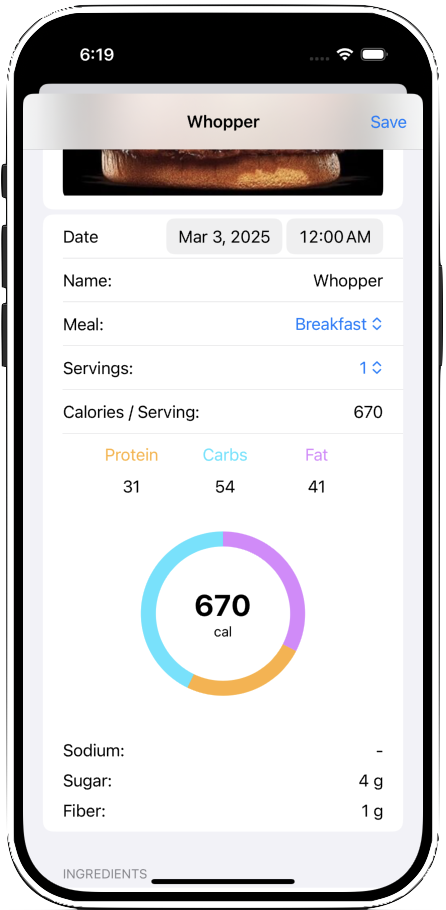 6:19
Whopper Save
Date Mar 3, 2025 12:00 AM
Name: Whopper
Meal: Breakfast
Servings: 1
Calories / Serving: 670
Protein Carbs Fat
31 54 41
670
cal
Sodium: -
Sugar: 4 g
Fiber: 1 g
INGREDIENTS